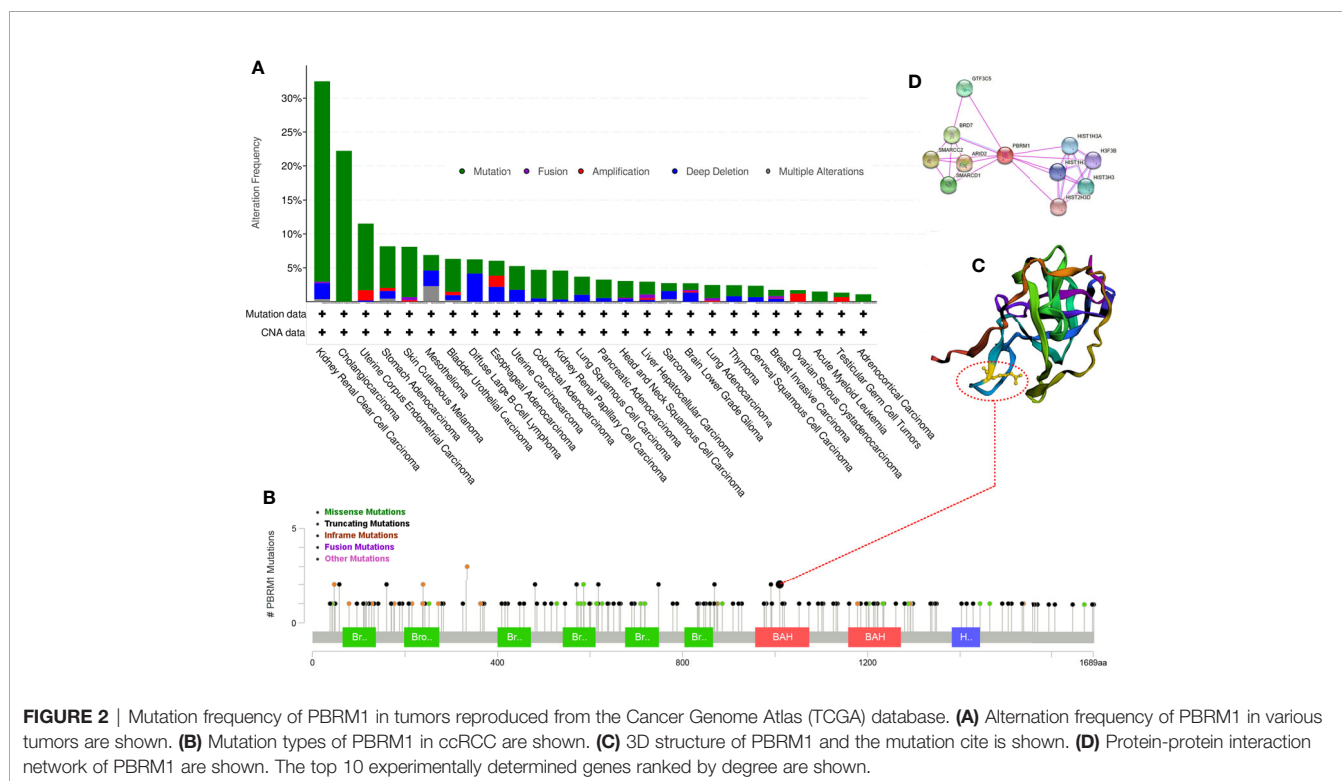 A
Alteration Frequency
30%
25%
20%
15%
10%
5%
Mutation
Fusion
Amplification
Deep Deletion
Multiple Alterations
Mutation data + + + + + + + + + + + + + + + + + + + + + + + + + +
CNA data + + + + + + + + + + + + + + + + + + + + + + + + + +
Kidney Renal Clear Cell Carcinoma
Cholangiocarcinoma
Uterine Corpus Endometrial Carcinoma
Stomach Adenocarcinoma
Skin Cutaneous Melanoma
Mesothelioma
Bladder Urothelial Carcinoma
Diffuse Large B-Cell Lymphoma
Esophageal Adenocarcinoma
Uterine Carcinosarcoma
Colorectal Adenocarcinoma
Kidney Renal Papillary Cell Carcinoma
Lung Squamous Cell Carcinoma
Pancreatic Adenocarcinoma
Head and Neck Squamous Cell Carcinoma
Liver Hepatocellular Carcinoma
Sarcoma
Brain Lower Grade Glioma
Lung Adenocarcinoma
Thymoma
Cervical Squamous Cell Carcinoma
Breast Invasive Carcinoma
Ovarian Serous Cystadenocarcinoma
Acute Myeloid Leukemia
Testicular Germ Cell Tumors
Adrenocortical Carcinoma
D
GTF3C5
BRD7
PBRM1
HIST1H3A
SMARCC2
ARID2
H3F3B
HIST1H3
SMARCD1
HIST3H3
HIST2H3D
C
B
Missense Mutations
Truncating Mutations
Inframe Mutations
Fusion Mutations
Other Mutations
# PBRM1 Mutations
5
0
Br..
Bro..
Br..
Br..
Br..
Br..
BAH
BAH
H..
0
400
800
1200
1689aa
FIGURE 2 | Mutation frequency of PBRM1 in tumors reproduced from the Cancer Genome Atlas (TCGA) database. (A) Alternation frequency of PBRM1 in various
tumors are shown. (B) Mutation types of PBRM1 in ccRCC are shown. (C) 3D structure of PBRM1 and the mutation cite is shown. (D) Protein-protein interaction
network of PBRM1 are shown. The top 10 experimentally determined genes ranked by degree are shown.